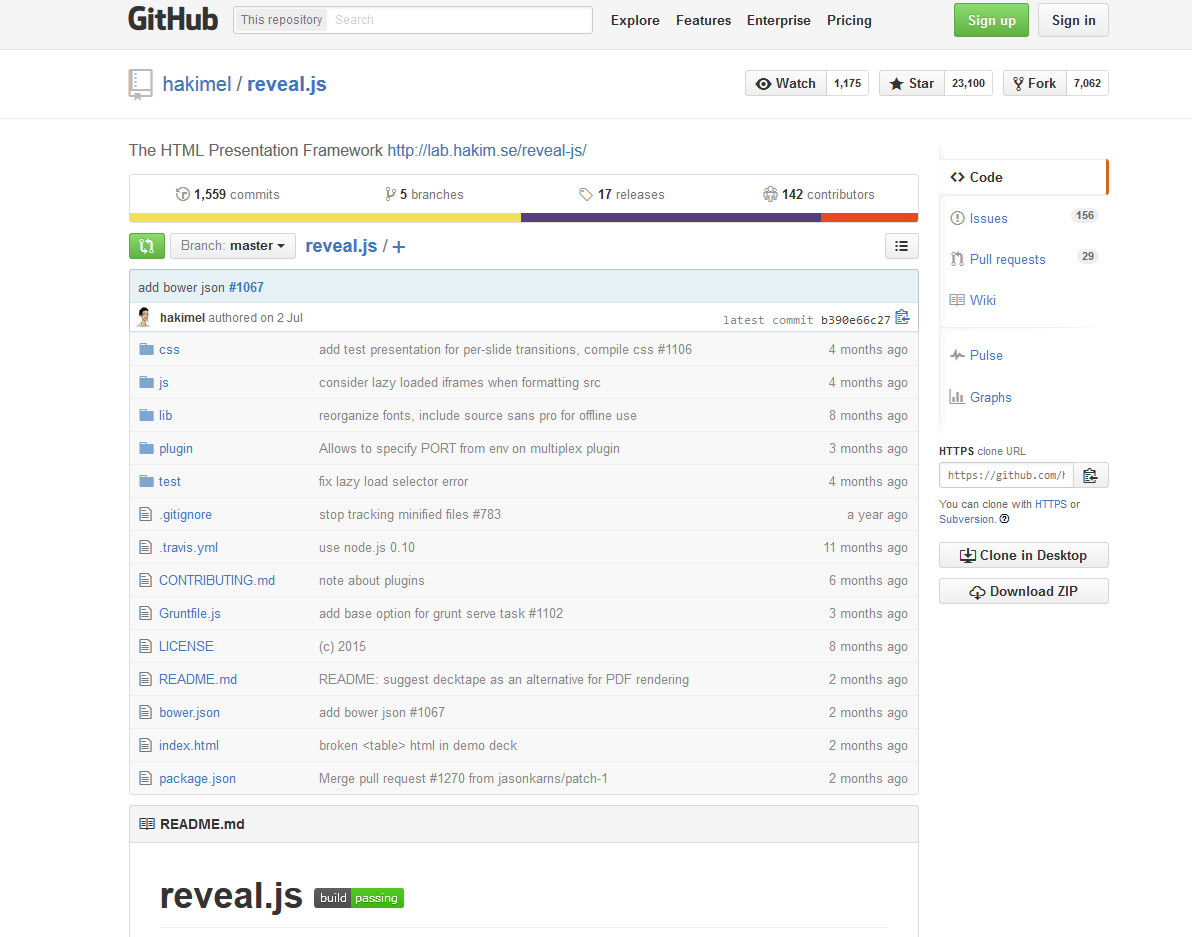 GitHub This repository Search Explore Features Enterprise Pricing Sign up Sign in
hakimel / reveal.js Watch 1,175 Star 23,100 Fork 7,062
The HTML Presentation Framework http://lab.hakim.se/reveal-js/
1,559 commits 5 branches 17 releases 142 contributors
Branch: master reveal.js / +
add bower json #1067
hakimel authored on 2 Jul latest commit b390e66c27
css add test presentation for per-slide transitions, compile css #1106 4 months ago
js consider lazy loaded iframes when formatting src 4 months ago
lib reorganize fonts, include source sans pro for offline use 8 months ago
plugin Allows to specify PORT from env on multiplex plugin 3 months ago
test fix lazy load selector error 4 months ago
.gitignore stop tracking minified files #783 a year ago
.travis.yml use node.js 0.10 11 months ago
CONTRIBUTING.md note about plugins 6 months ago
Gruntfile.js add base option for grunt serve task #1102 3 months ago
LICENSE (c) 2015 8 months ago
README.md README: suggest decktape as an alternative for PDF rendering 2 months ago
bower.json add bower json #1067 2 months ago
index.html broken <table> html in demo deck 2 months ago
package.json Merge pull request #1270 from jasonkarns/patch-1 2 months ago
README.md
reveal.js build passing
Code
Issues 156
Pull requests 29
Wiki
Pulse
Graphs
HTTPS clone URL
https://github.com/h
You can clone with HTTPS or
Subversion.
Clone in Desktop
Download ZIP